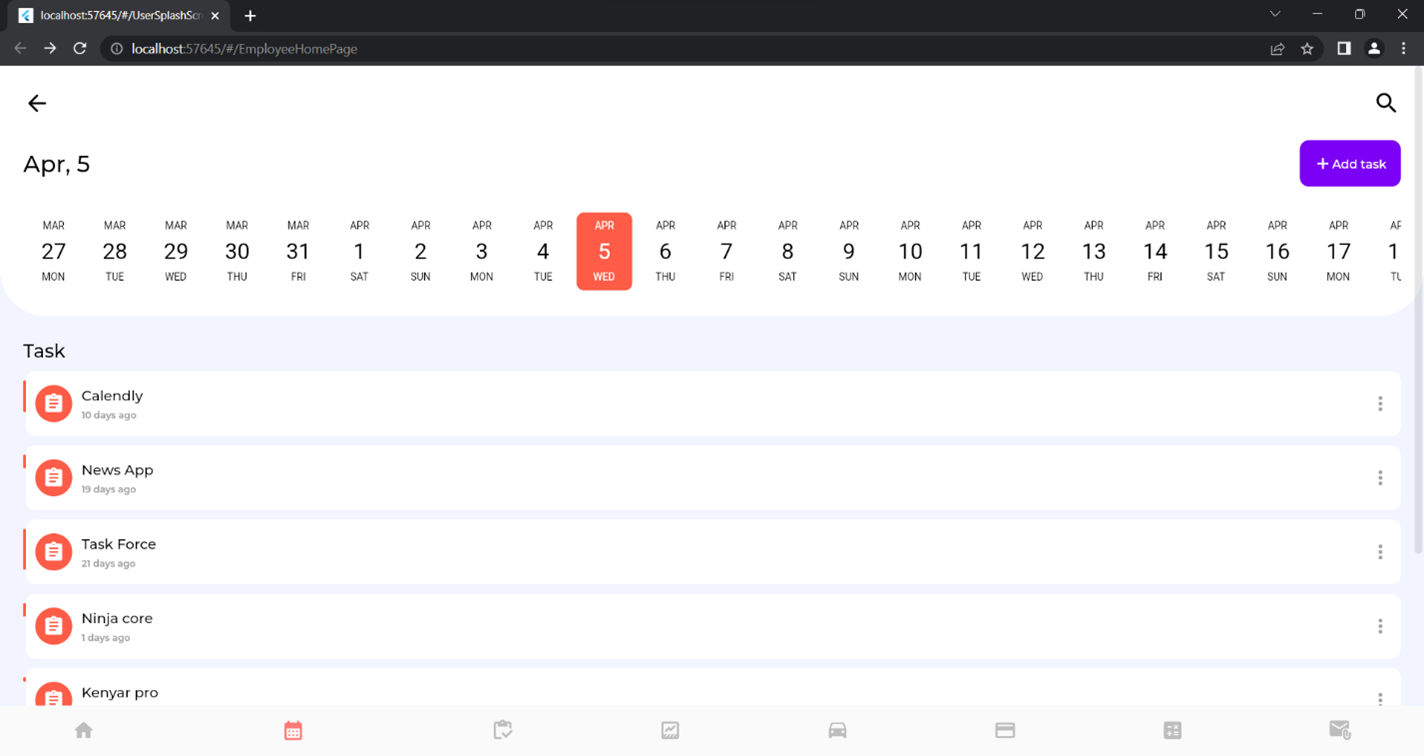 localhost:57645/#/UserSplashScr
localhost:57645/#/EmployeeHomePage
Apr, 5
+ Add task
MAR MAR MAR MAR MAR APR APR APR APR APR APR APR APR APR APR APR APR APR APR APR APR APR AP
27 28 29 30 31 1 2 3 4 5 6 7 8 9 10 11 12 13 14 15 16 17 1
MON TUE WED THU FRI SAT SUN MON TUE WED THU FRI SAT SUN MON TUE WED THU FRI SAT SUN MON TU
Task
Calendly
10 days ago
News App
19 days ago
Task Force
21 days ago
Ninja core
1 days ago
Kenyar pro